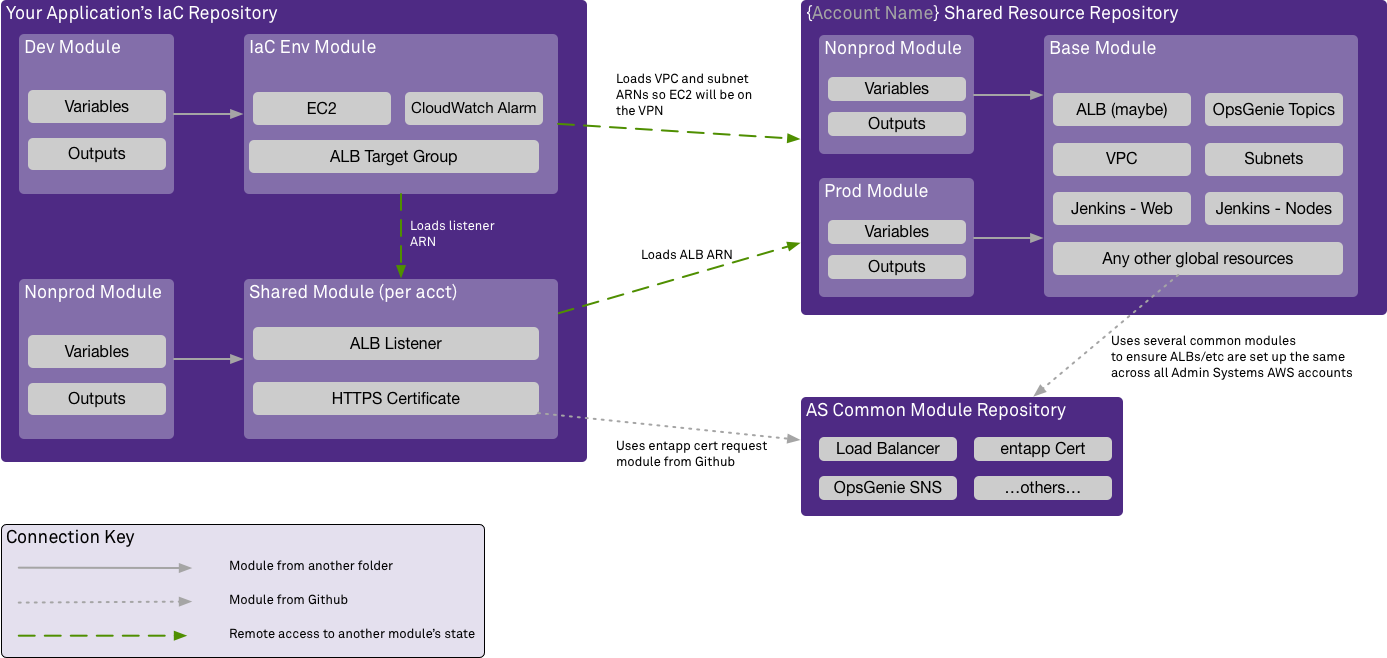 Your Application's IaC Repository
Dev Module
Variables
Outputs
IaC Env Module
EC2
CloudWatch Alarm
ALB Target Group
Loads listener
ARN
Nonprod Module
Variables
Outputs
Shared Module (per acct)
ALB Listener
HTTPS Certificate
Loads VPC and subnet
ARNs so EC2 will be on
the VPN
Loads ALB ARN
Uses entapp cert request
module from Github
{Account Name} Shared Resource Repository
Nonprod Module
Variables
Outputs
Prod Module
Variables
Outputs
Base Module
ALB (maybe)
OpsGenie Topics
VPC
Subnets
Jenkins - Web
Jenkins - Nodes
Any other global resources
Uses several common modules
to ensure ALBs/etc are set up the same
across all Admin Systems AWS accounts
AS Common Module Repository
Load Balancer
entapp Cert
OpsGenie SNS
…others…
Connection Key
Module from another folder
Module from Github
Remote access to another module's state